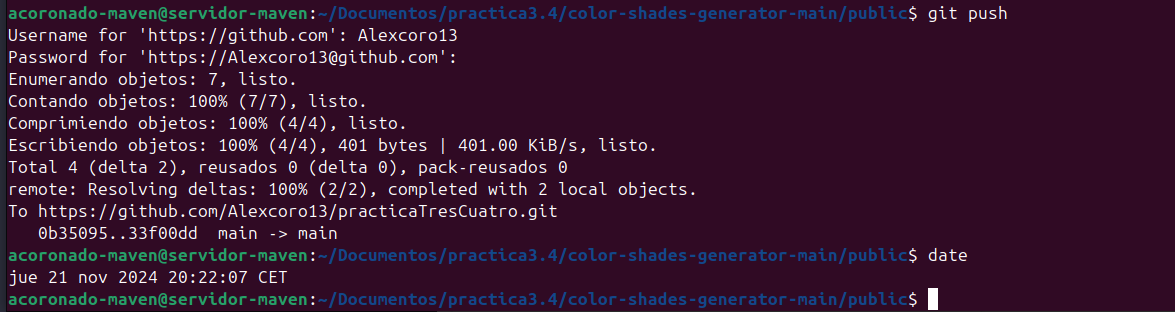 acoronado-maven@servidor-maven:~/Documentos/practica3.4/color-shades-generator-main/public$ git push
Username for 'https://github.com': Alexcoro13
Password for 'https://Alexcoro13@github.com':
Enumerando objetos: 7, listo.
Contando objetos: 100% (7/7), listo.
Comprimiendo objetos: 100% (4/4), listo.
Escribiendo objetos: 100% (4/4), 401 bytes | 401.00 KiB/s, listo.
Total 4 (delta 2), reusados 0 (delta 0), pack-reusados 0
remote: Resolving deltas: 100% (2/2), completed with 2 local objects.
To https://github.com/Alexcoro13/practicaTresCuatro.git
   0b35095..33f00dd  main -> main
acoronado-maven@servidor-maven:~/Documentos/practica3.4/color-shades-generator-main/public$ date
jue 21 nov 2024 20:22:07 CET
acoronado-maven@servidor-maven:~/Documentos/practica3.4/color-shades-generator-main/public$